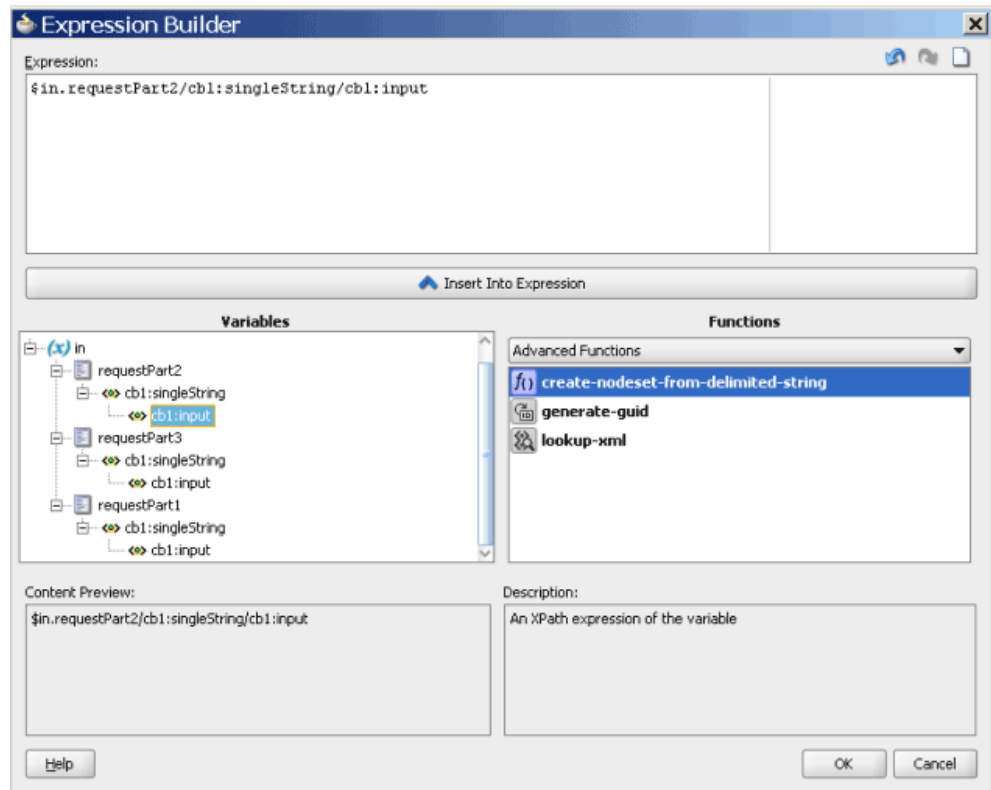 Expression Builder
Expression:
$in.requestPart2/cb1:singleString/cb1:input
Insert Into Expression
Variables
Functions
(x) in
requestPart2
cb1:singleString
cb1:input
requestPart3
cb1:singleString
cb1:input
requestPart1
cb1:singleString
cb1:input
Advanced Functions
f() create-nodeset-from-delimited-string
generate-guid
lookup-xml
Content Preview:
$in.requestPart2/cb1:singleString/cb1:input
Description:
An XPath expression of the variable
Help
OK
Cancel